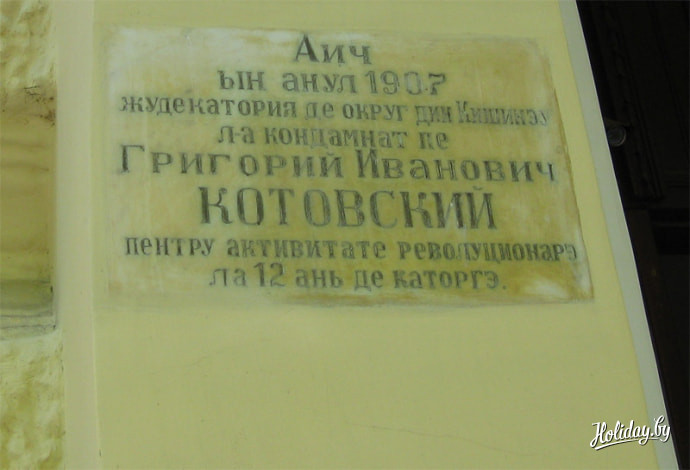 Аич
ын анул 1907
жудекатория де округ дин Кишинэу
л-а кондамнат пе
Григорий Иванович
КОТОВСКИЙ
пентру активитате революционарэ
ла 12 ань де каторгэ.
Holiday.by